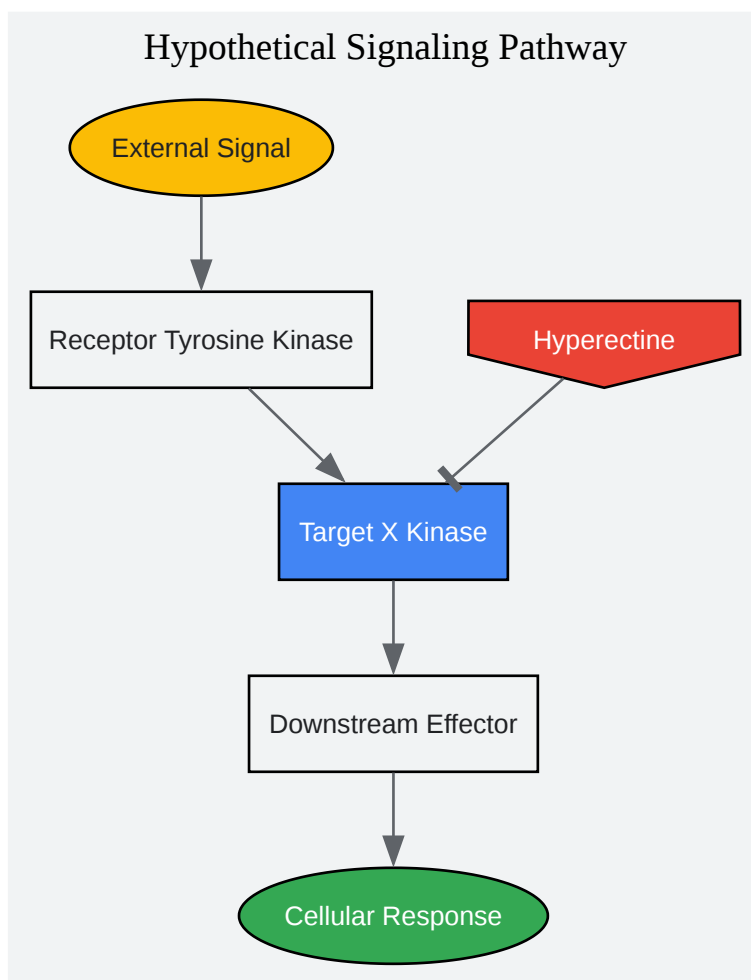 Hypothetical Signaling Pathway
External Signal
Receptor Tyrosine Kinase
Hyperectine
Target X Kinase
Downstream Effector
Cellular Response